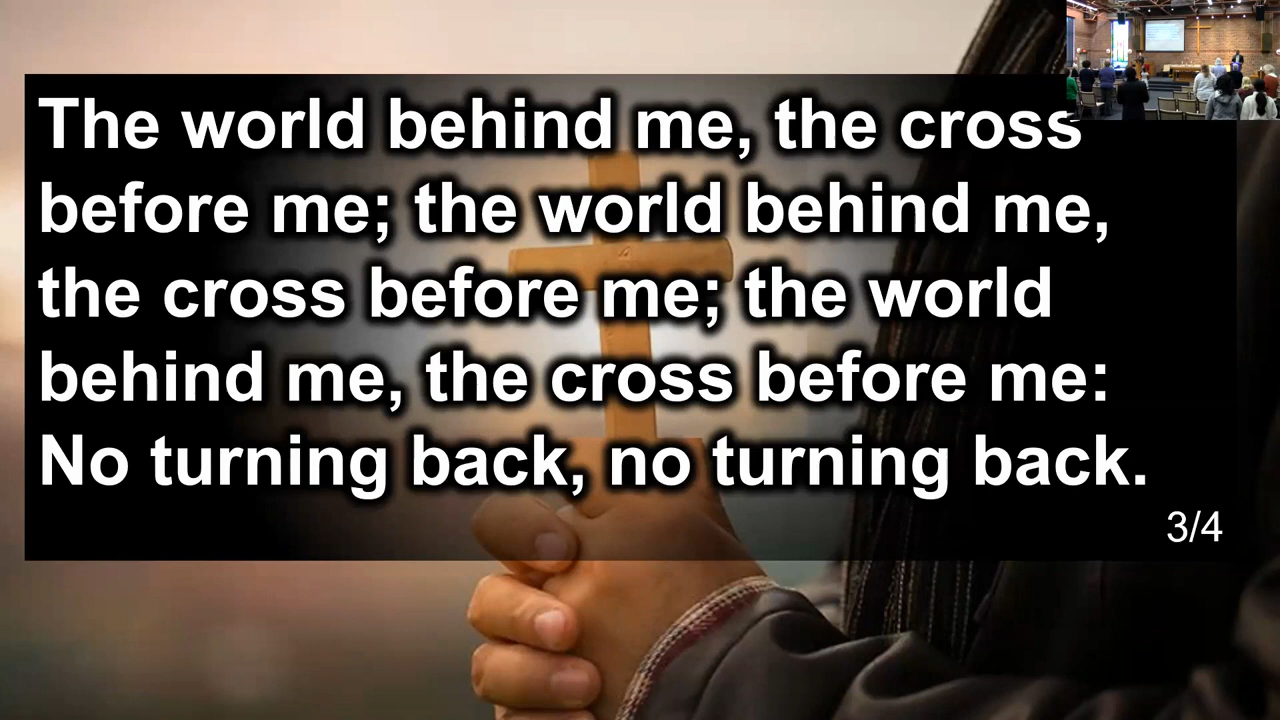 The world behind me, the cross
before me; the world behind me,
the cross before me; the world
behind me, the cross before me:
No turning back, no turning back.
3/4